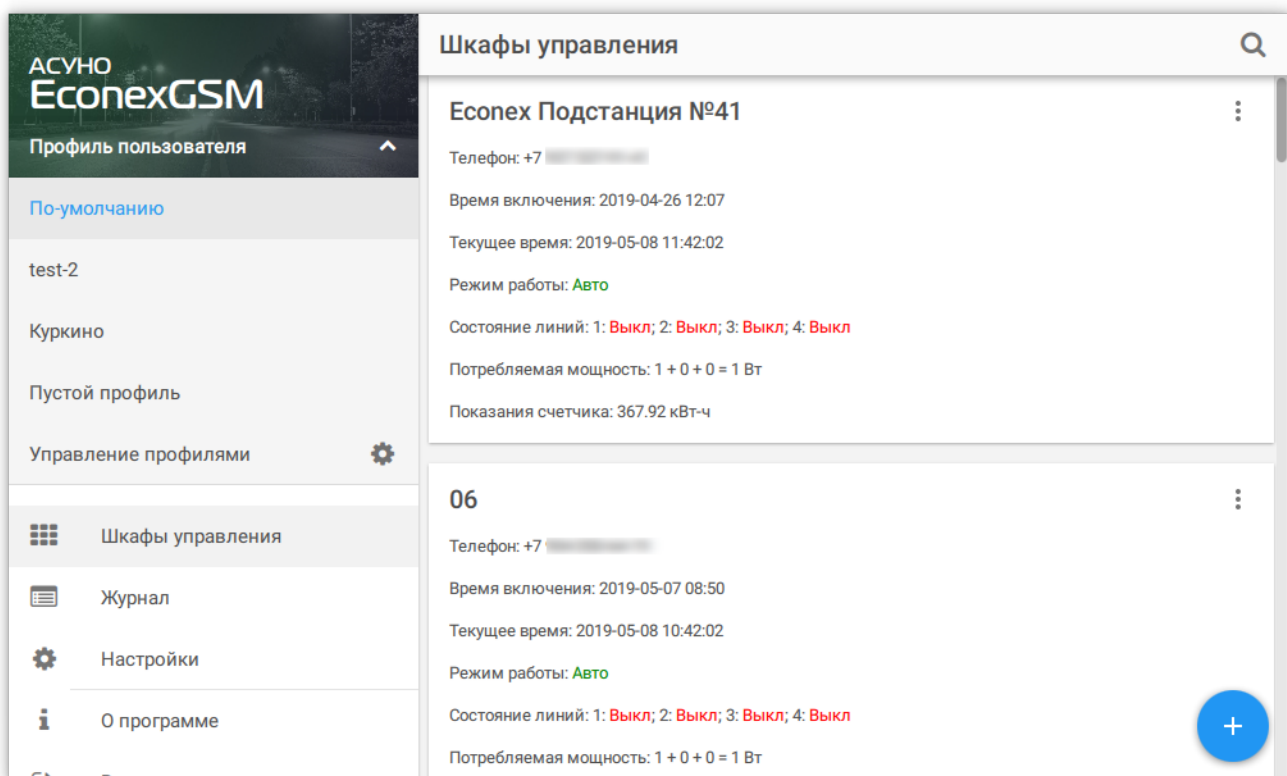 АСУНО
EconexGSM
Профиль пользователя
По-умолчанию
test-2
Куркино
Пустой профиль
Управление профилями
Шкафы управления
Журнал
Настройки
О программе
Шкафы управления
Econex Подстанция №41
Телефон: +7
Время включения: 2019-04-26 12:07
Текущее время: 2019-05-08 11:42:02
Режим работы: Авто
Состояние линий: 1: Выкл; 2: Выкл; 3: Выкл; 4: Выкл
Потребляемая мощность: 1 + 0 + 0 = 1 Вт
Показания счетчика: 367.92 кВт-ч
06
Телефон: +7
Время включения: 2019-05-07 08:50
Текущее время: 2019-05-08 10:42:02
Режим работы: Авто
Состояние линий: 1: Выкл; 2: Выкл; 3: Выкл; 4: Выкл
Потребляемая мощность: 1 + 0 + 0 = 1 Вт